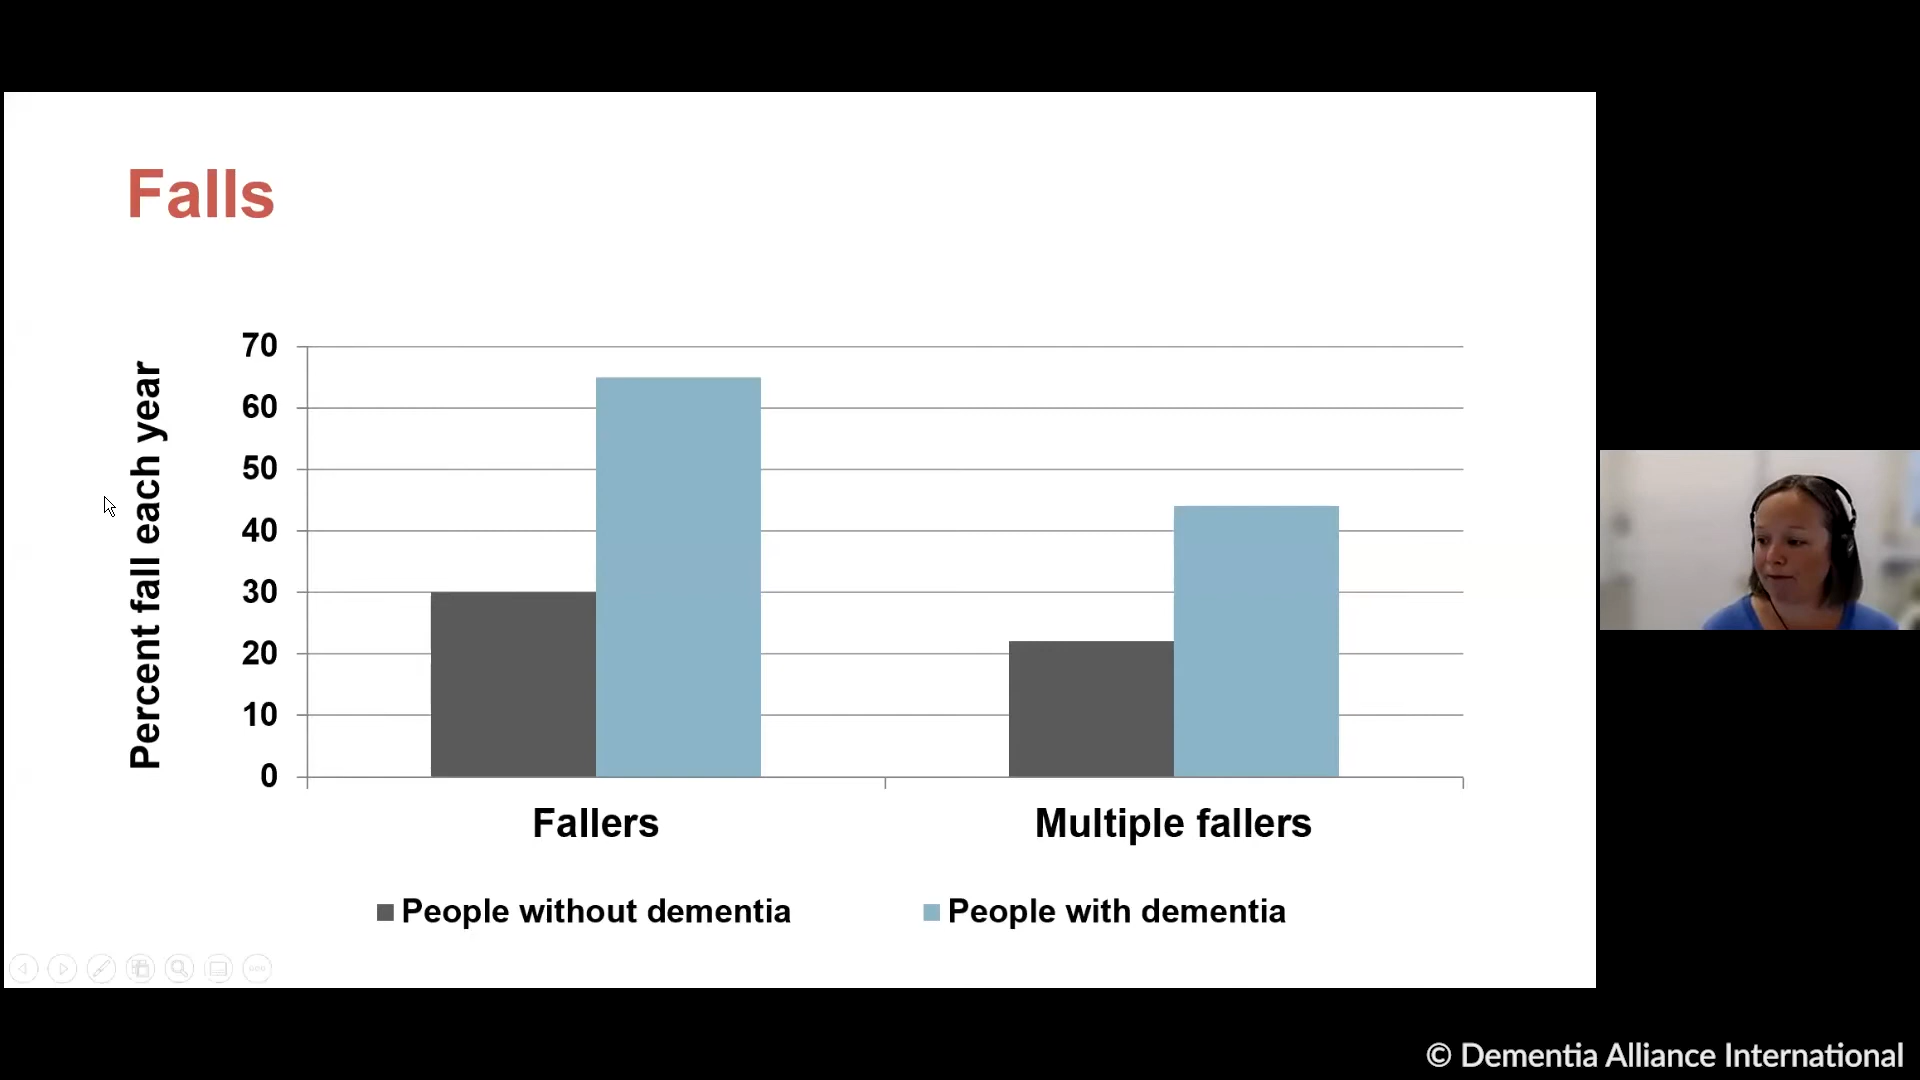 Falls
Percent fall each year
70
60
50
40
30
20
10
0
Fallers
Multiple fallers
People without dementia
People with dementia
© Dementia Alliance International